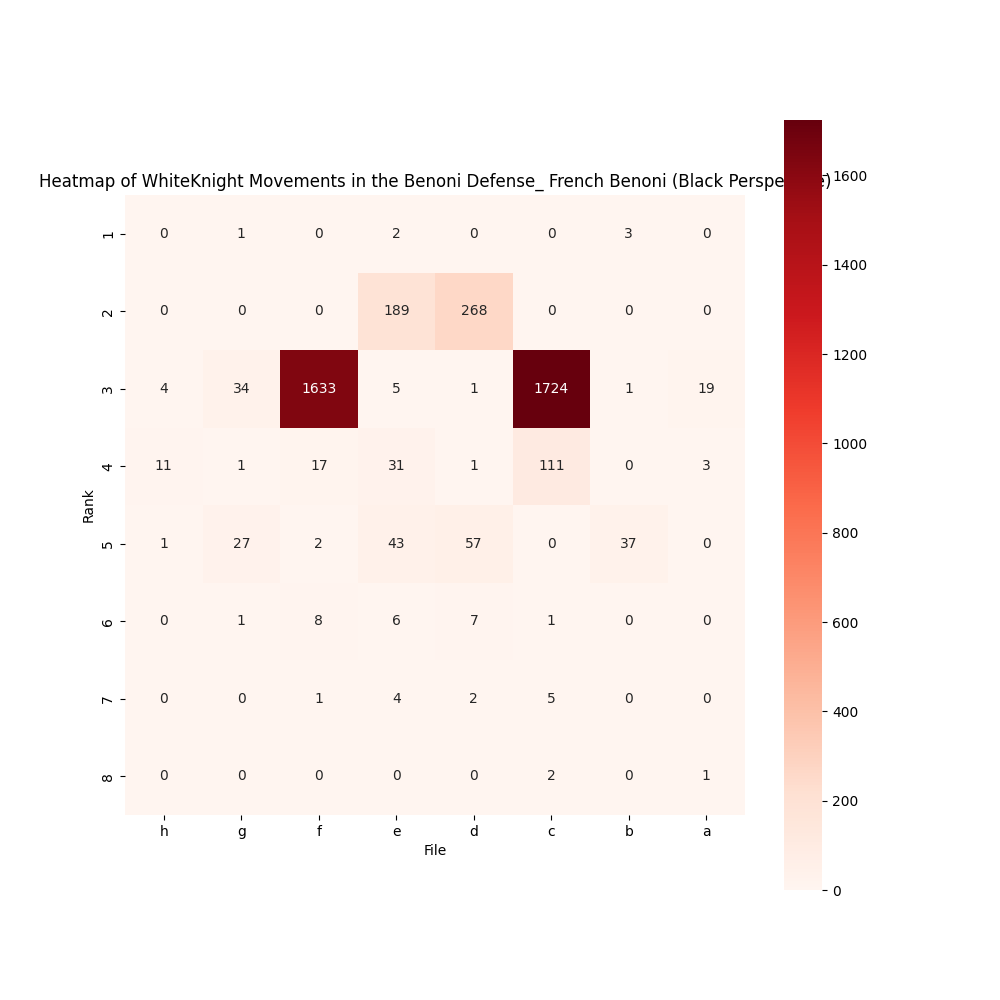 Heatmap of WhiteKnight Movements in the Benoni Defense_ French Benoni (Black Perspe e)
1600
1 0 1 0 2 0 0 3 0
1400
2 0 0 0 189 268 0 0 0
1200
3 4 34 1633 5 1 1724 1 19
1000
4 11 1 17 31 1 111 0 3
Rank
800
5 1 27 2 43 57 0 37 0
600
6 0 1 8 6 7 1 0 0
400
7 0 0 1 4 2 5 0 0
200
8 0 0 0 0 0 2 0 1
h g f e d c b a
File
0